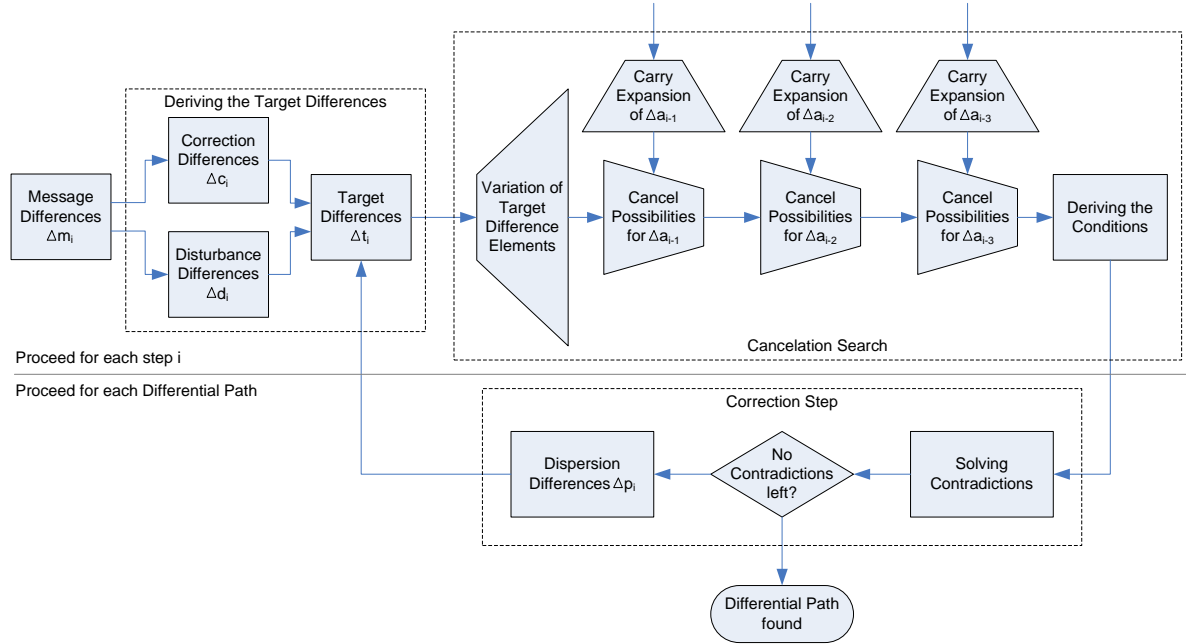 Deriving the Target Differences
Message
Differences
Δmᵢ
Correction
Differences
Δcᵢ
Disturbance
Differences
Δdᵢ
Target
Differences
Δtᵢ
Variation of
Target
Difference
Elements
Carry
Expansion
of Δaᵢ₋₁
Carry
Expansion
of Δaᵢ₋₂
Carry
Expansion
of Δaᵢ₋₃
Cancel
Possibilities
for Δaᵢ₋₁
Cancel
Possibilities
for Δaᵢ₋₂
Cancel
Possibilities
for Δaᵢ₋₃
Deriving the
Conditions
Cancelation Search
Proceed for each step i
Proceed for each Differential Path
Correction Step
Dispersion
Differences Δpᵢ
No
Contradictions
left?
Solving
Contradictions
Differential Path
found